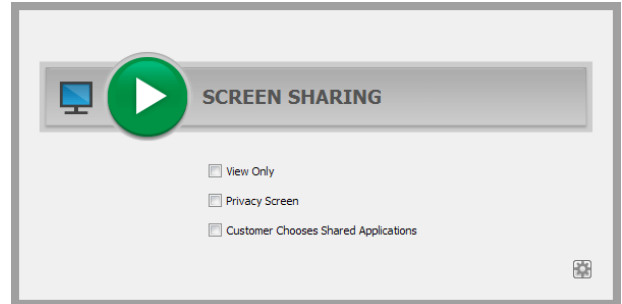 SCREEN SHARING
View Only
Privacy Screen
Customer Chooses Shared Applications